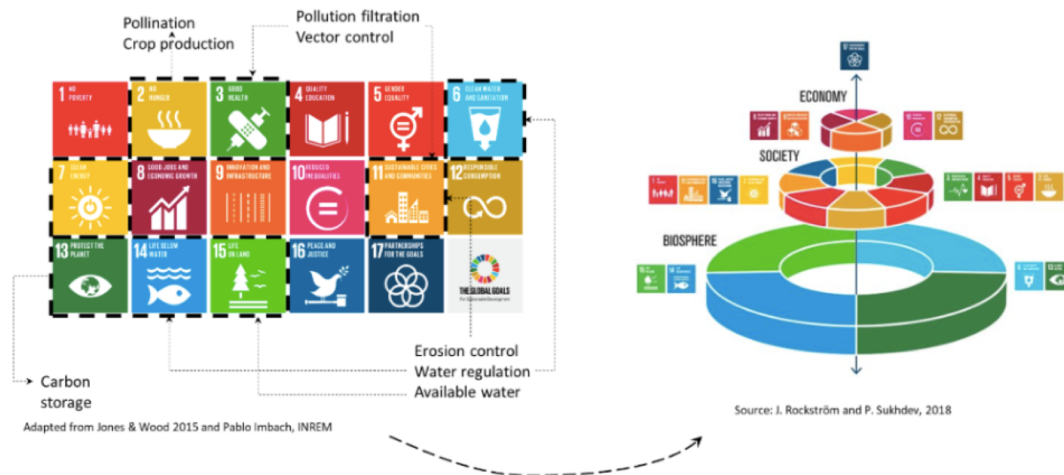 Pollination
Crop production
Pollution filtration
Vector control
1 NO POVERTY
2 NO HUNGER
3 GOOD HEALTH
4 QUALITY EDUCATION
5 GENDER EQUALITY
6 CLEAN WATER AND SANITATION
7 CLEAN ENERGY
8 GOOD JOBS AND ECONOMIC GROWTH
9 INNOVATION AND INFRASTRUCTURE
10 REDUCED INEQUALITIES
11 SUSTAINABLE CITIES AND COMMUNITIES
12 RESPONSIBLE CONSUMPTION
13 PROTECT THE PLANET
14 LIFE BELOW WATER
15 LIFE ON LAND
16 PEACE AND JUSTICE
17 PARTNERSHIPS FOR THE GOALS
THE GLOBAL GOALS
For Sustainable Development
Carbon
storage
Erosion control
Water regulation
Available water
Adapted from Jones & Wood 2015 and Pablo Imbach, INREM
ECONOMY
SOCIETY
BIOSPHERE
Source: J. Rockström and P. Sukhdev, 2018